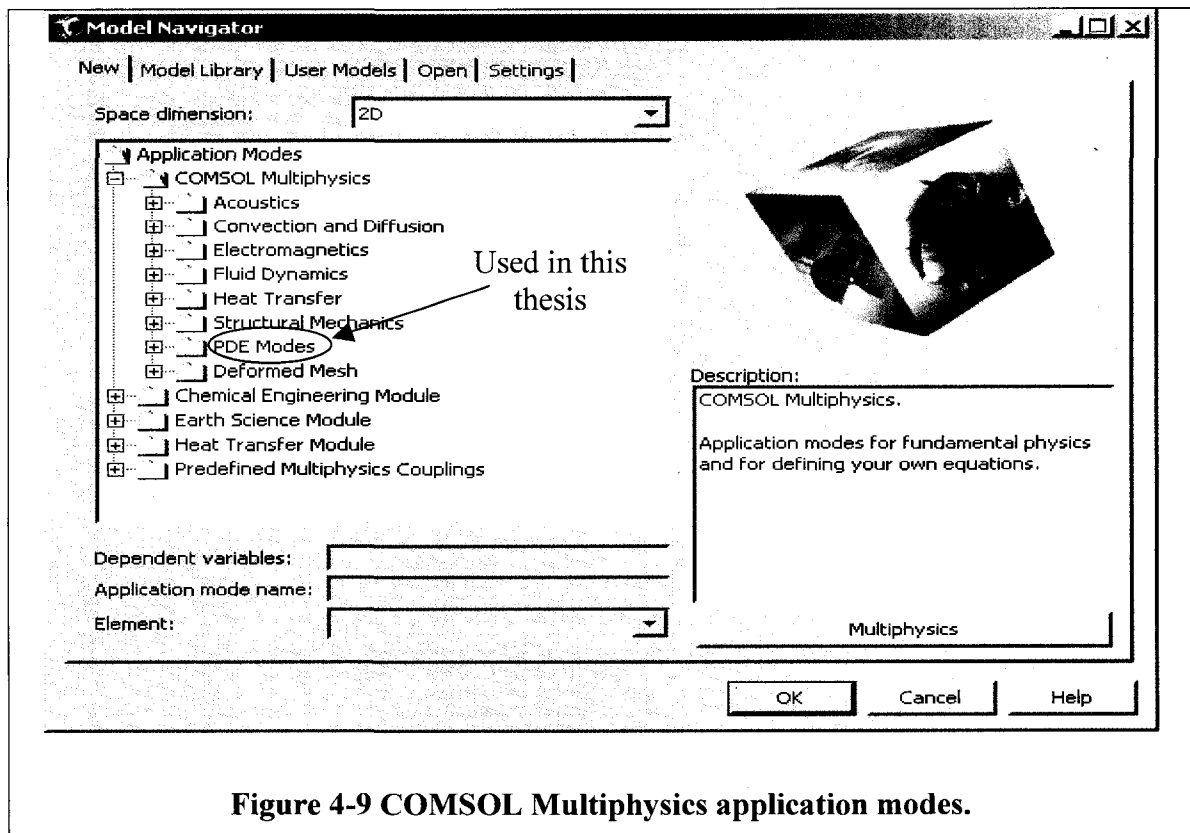 Model Navigator
New Model Library User Models Open Settings
Space dimension: 2D
Application Modes
COMSOL Multiphysics
Acoustics
Convection and Diffusion
Electromagnetics
Fluid Dynamics
Heat Transfer
Structural Mechanics
PDE Modes
Deformed Mesh
Chemical Engineering Module
Earth Science Module
Heat Transfer Module
Predefined Multiphysics Couplings
Used in this
thesis
Description:
COMSOL Multiphysics.
Application modes for fundamental physics
and for defining your own equations.
Dependent variables:
Application mode name:
Element:
Multiphysics
OK Cancel Help
Figure 4-9 COMSOL Multiphysics application modes.